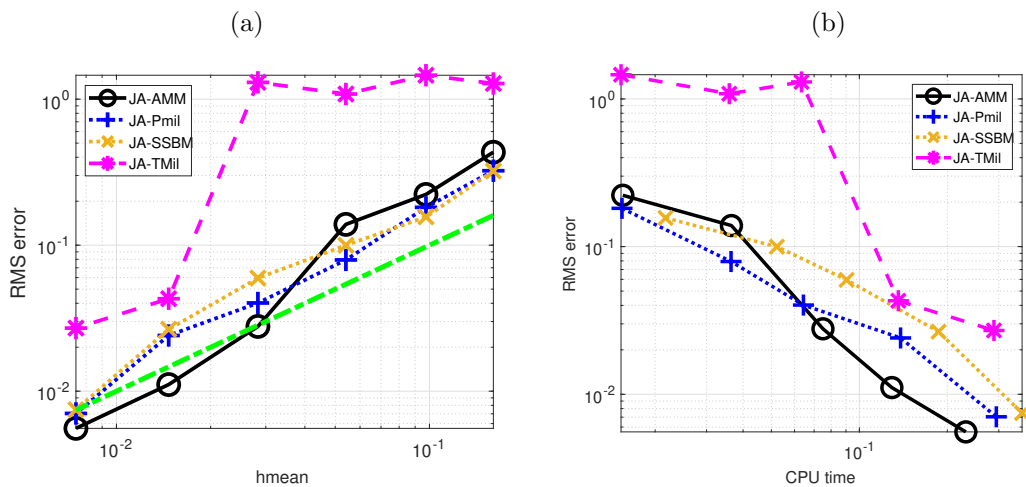 (a)
10^0
10^-1
10^-2
RMS error
JA-AMM
JA-Pmil
JA-SSBM
JA-TMil
10^-2
10^-1
hmean
(b)
10^0
10^-1
10^-2
RMS error
JA-AMM
JA-Pmil
JA-SSBM
JA-TMil
10^-1
CPU time